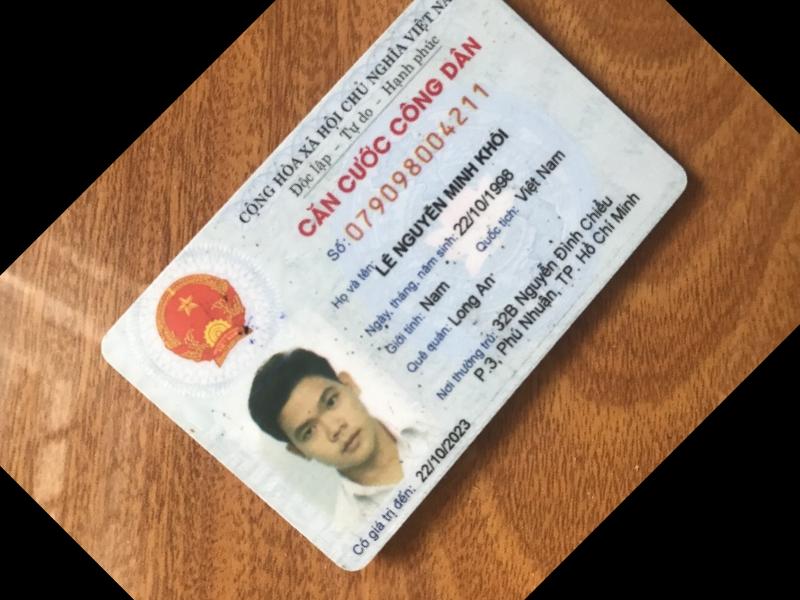 CỘNG HÒA XÃ HỘI CHỦ NGHĨA VIỆT NA
Độc lập - Tự do - Hạnh phúc
CĂN CƯỚC CÔNG DÂN
Số: 079098004211
Họ và tên: LÊ NGUYÊN MINH KHÔI
Ngày, tháng, năm sinh: 22/10/1998
Giới tính: Nam Quốc tịch: Việt Nam
Quê quán: Long An
Nơi thường trú: 32B Nguyễn Đình Chiểu
P.3, Phú Nhuận, TP. Hồ Chí Minh
Có giá trị đến: 22/10/2023